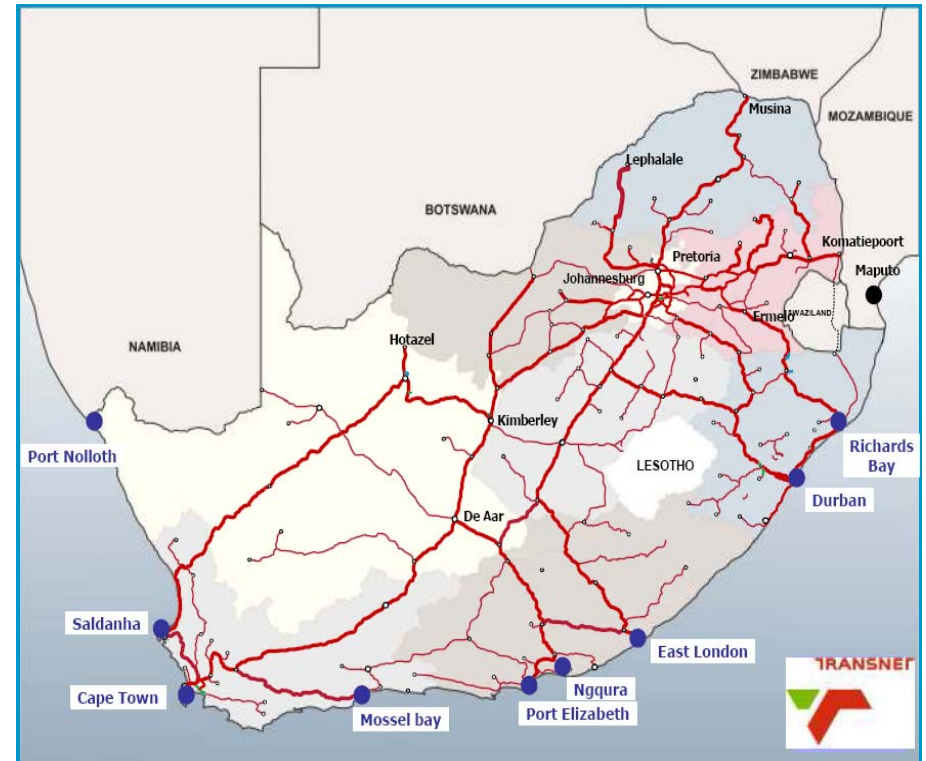 ZIMBABWE
Musina
MOZAMBIQUE
Lephalale
BOTSWANA
Komatiepoort
Pretoria
Maputo
Johannesburg
Ermelo
SWAZILAND
Hotazel
NAMIBIA
Kimberley
Port Nolloth
Richards
Bay
LESOTHO
Durban
De Aar
Saldanha
East London
TRANSNET
Ngqura
Cape Town
Port Elizabeth
Mossel bay